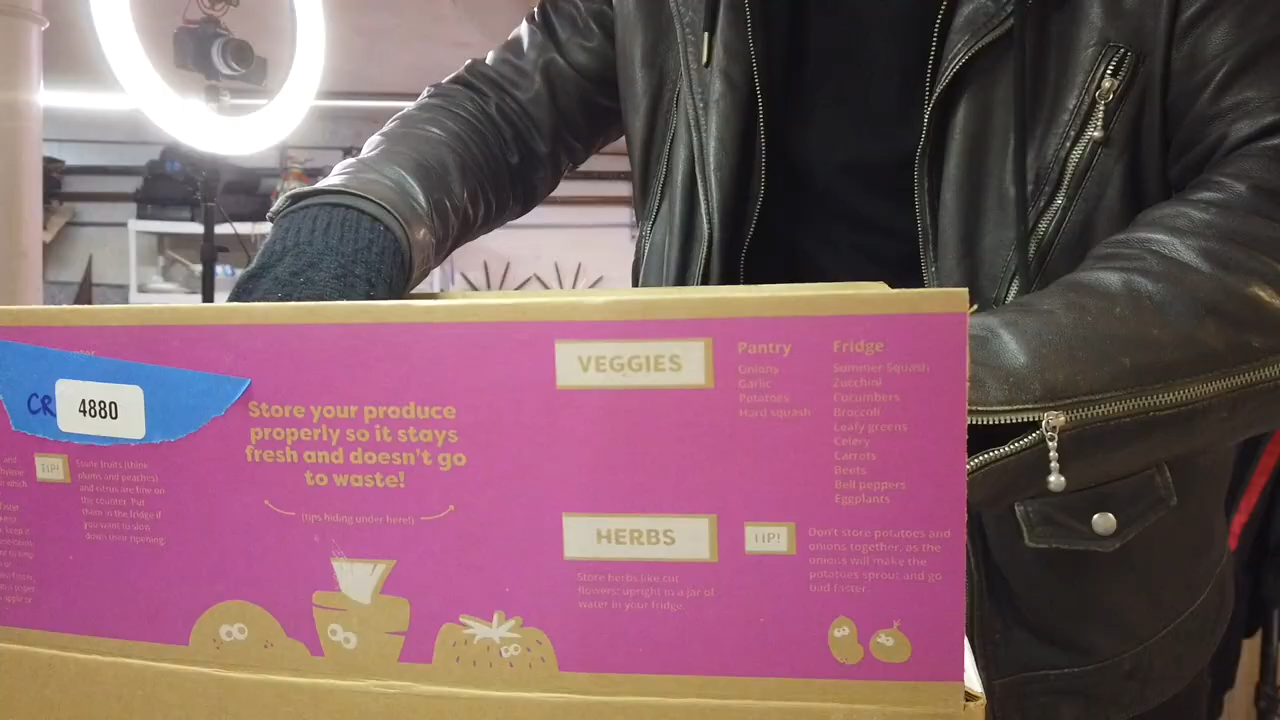 CR
4880
TIP!
Store fruits (think
plums and peaches)
and citrus are fine on
the counter. Put
them in the fridge if
you want to slow
down their ripening.
Store your produce
properly so it stays
fresh and doesn't go
to waste!
(tips hiding under here!)
VEGGIES
Pantry
Onions
Garlic
Potatoes
Hard squash
Fridge
Summer Squash
Zucchini
Cucumbers
Broccoli
Leafy greens
Celery
Carrots
Beets
Bell peppers
Eggplants
HERBS
Store herbs like cut
flowers: upright in a jar of
water in your fridge.
TIP!
Don't store potatoes and
onions together, as the
onions will make the
potatoes sprout and go
bad faster.